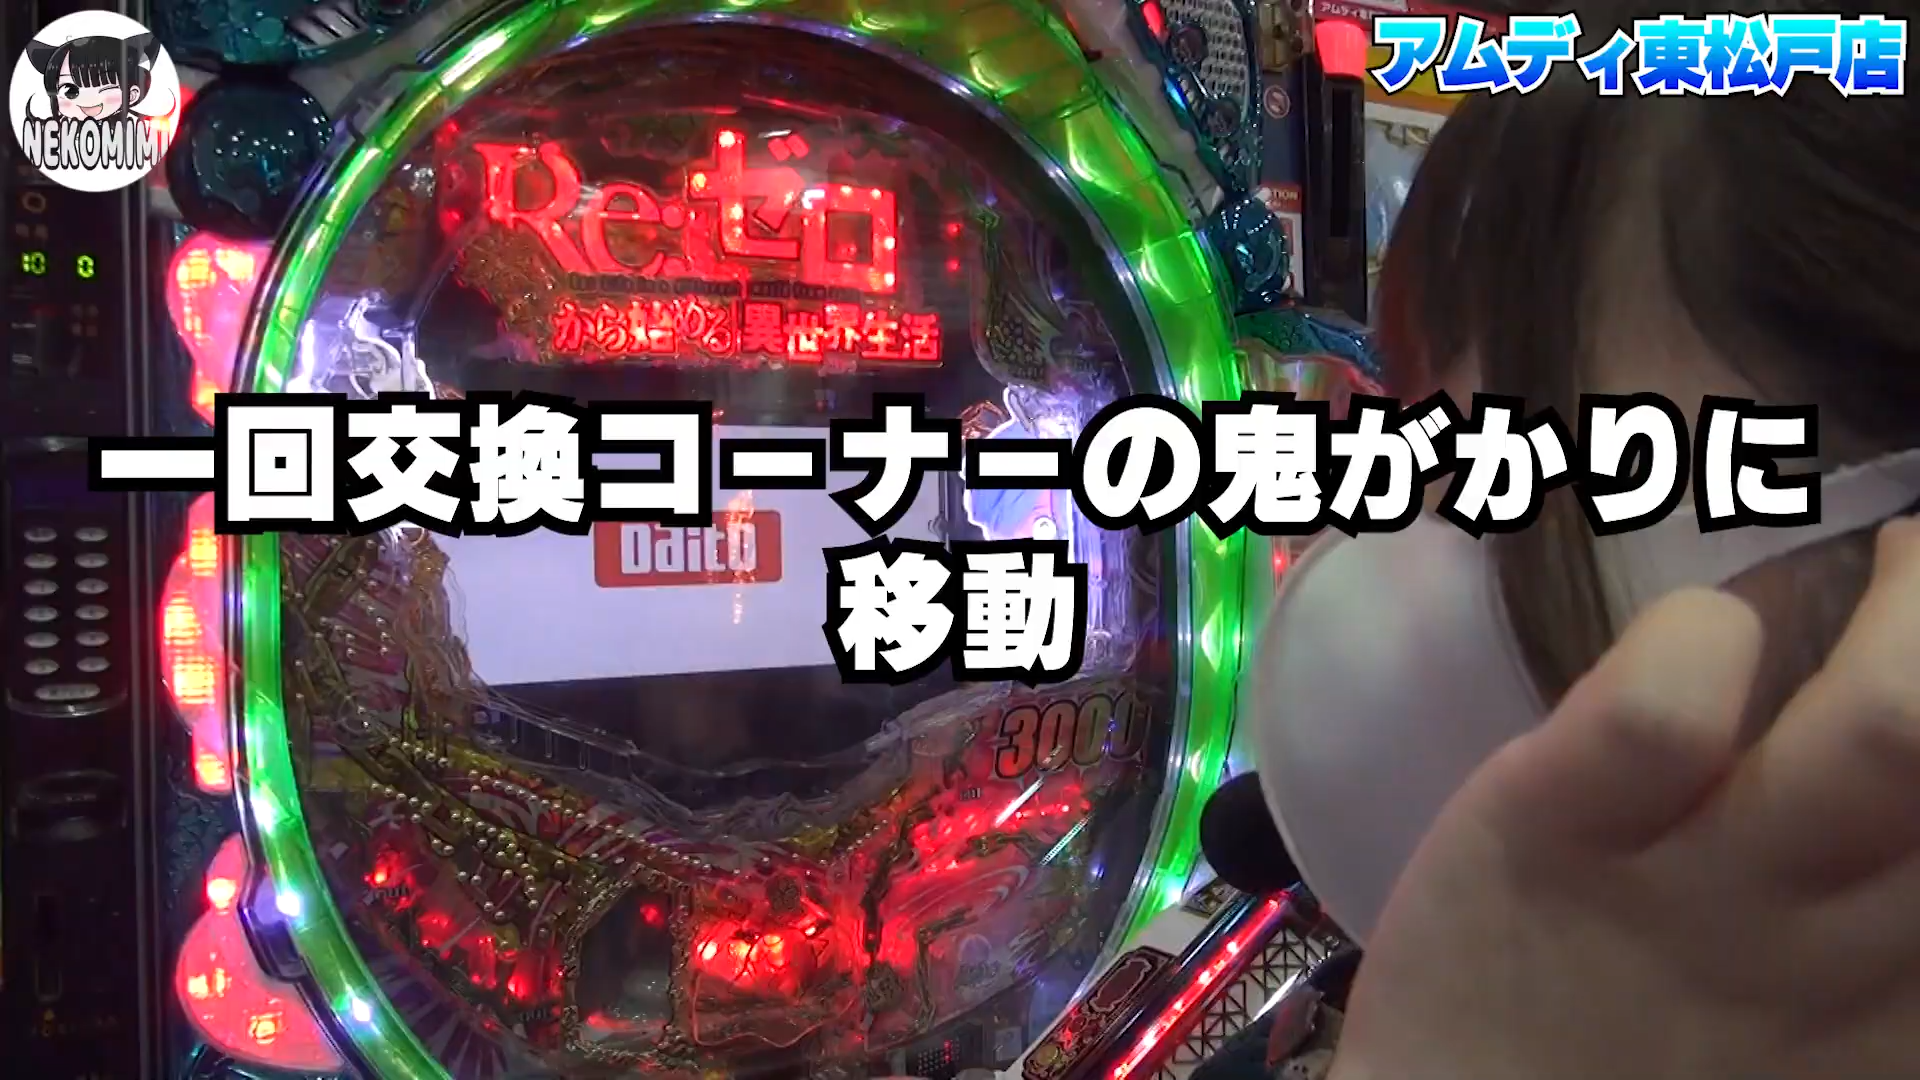 NEKOMIMI
アムディ東松戸店
10 0
Re:ゼロ
から始める異世界生活
一回交換コーナーの鬼がかりに
移動
Daito
3000